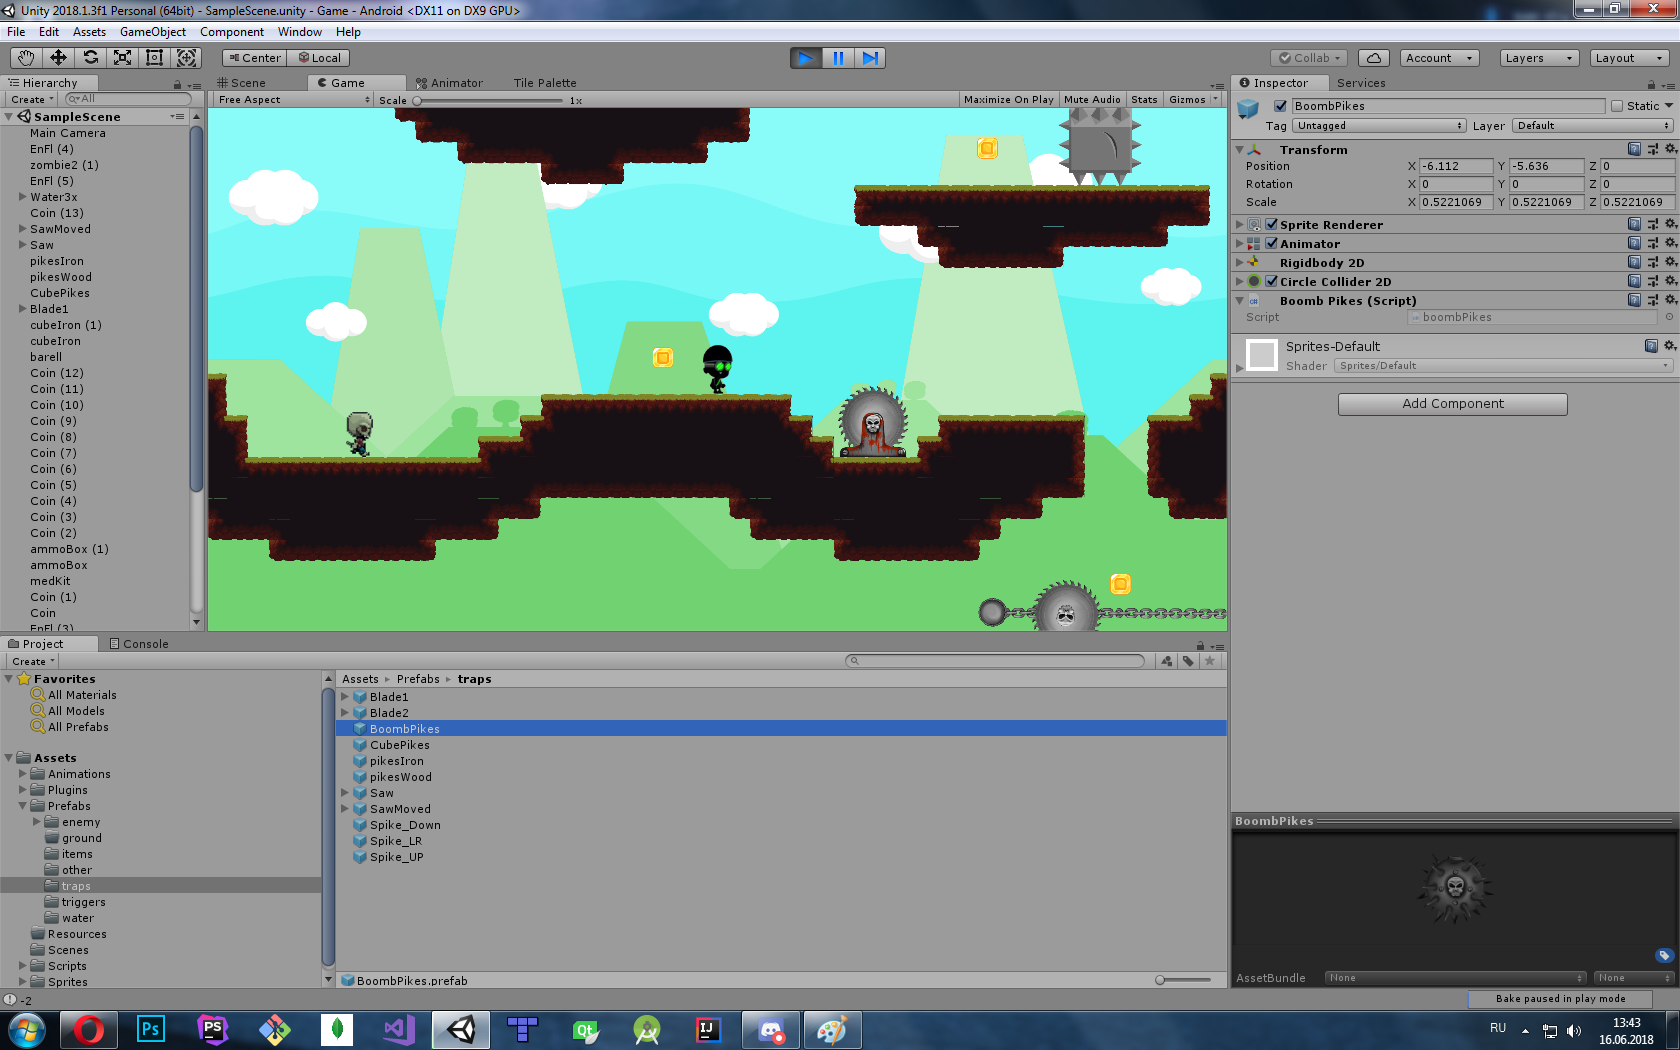 Unity 2018.1.3f1 Personal (64bit) - SampleScene.unity - Game - Android <DX11 on DX9 GPU>
File Edit Assets GameObject Component Window Help
Center Local Collab Account Layers Layout
Hierarchy
Create All
SampleScene
Main Camera
EnFl (4)
zombie2 (1)
EnFl (5)
Water3x
Coin (13)
SawMoved
Saw
pikesIron
pikesWood
CubePikes
Blade1
cubeIron (1)
cubeIron
barell
Coin (12)
Coin (11)
Coin (10)
Coin (9)
Coin (8)
Coin (7)
Coin (6)
Coin (5)
Coin (4)
Coin (3)
Coin (2)
ammoBox (1)
ammoBox
medKit
Coin (1)
Coin
EnFl (3)
Scene Game Animator Tile Palette
Free Aspect Scale 1x Maximize On Play Mute Audio Stats Gizmos
Inspector Services
BoombPikes Static
Tag Untagged Layer Default
Transform
Position X -6.112 Y -5.636 Z 0
Rotation X 0 Y 0 Z 0
Scale X 0.5221069 Y 0.5221069 Z 0.5221069
Sprite Renderer
Animator
Rigidbody 2D
Circle Collider 2D
Boomb Pikes (Script)
Script boombPikes
Sprites-Default
Shader Sprites/Default
Add Component
Project Console
Create
Favorites
All Materials
All Models
All Prefabs
Assets
Animations
Plugins
Prefabs
enemy
ground
items
other
traps
triggers
water
Resources
Scenes
Scripts
Sprites
Assets Prefabs traps
Blade1
Blade2
BoombPikes
CubePikes
pikesIron
pikesWood
Saw
SawMoved
Spike_Down
Spike_LR
Spike_UP
BoombPikes.prefab
BoombPikes
AssetBundle None None
-2
Bake paused in play mode
Ps PS Qt IJ
RU 13:43
16.06.2018